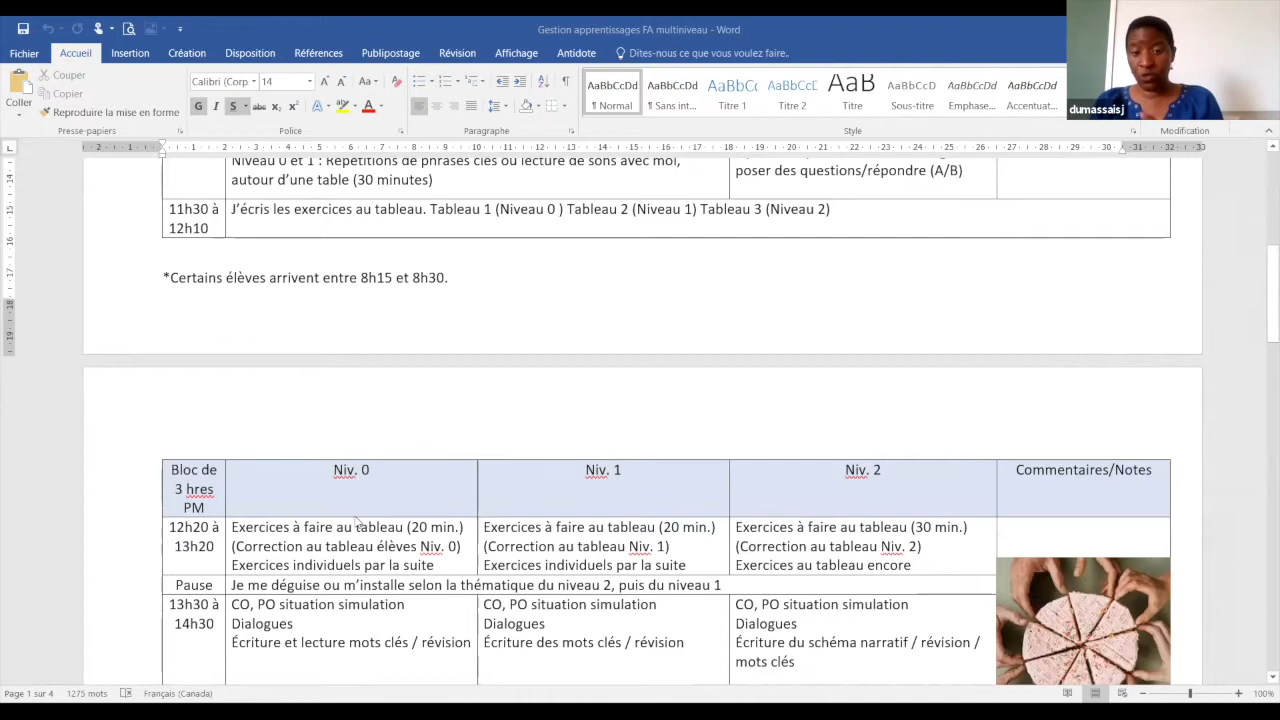 Gestion apprentissages FA multiniveau - Word
Fichier Accueil Insertion Création Disposition Références Publipostage Révision Affichage Antidote Dites-nous ce que vous voulez faire..
Coller
Couper
Copier
Reproduire la mise en forme
Presse-papiers
Calibri (Corp 14
G I S abc x₂ x²
Police
Paragraphe
AaBbCcDd AaBbCcDd AaBbC AaBbCcC AaB AaBbCcD AaBbCcDd AaBbCcDd
¶ Normal ¶ Sans int... Titre 1 Titre 2 Titre Sous-titre Emphase... Accentuat...
Style
Modification
dumassaisj
Niveau 0 et 1 : Répétitions de phrases clés ou lecture de sons avec moi,
autour d’une table (30 minutes)
poser des questions/répondre (A/B)
11h30 à
12h10
J’écris les exercices au tableau. Tableau 1 (Niveau 0 ) Tableau 2 (Niveau 1) Tableau 3 (Niveau 2)
*Certains élèves arrivent entre 8h15 et 8h30.
Bloc de
3 hres
PM
Niv. 0
Niv. 1
Niv. 2
Commentaires/Notes
12h20 à
13h20
Exercices à faire au tableau (20 min.)
(Correction au tableau élèves Niv. 0)
Exercices individuels par la suite
Exercices à faire au tableau (20 min.)
(Correction au tableau Niv. 1)
Exercices individuels par la suite
Exercices à faire au tableau (30 min.)
(Correction au tableau Niv. 2)
Exercices au tableau encore
Pause
Je me déguise ou m’installe selon la thématique du niveau 2, puis du niveau 1
13h30 à
14h30
CO, PO situation simulation
Dialogues
Écriture et lecture mots clés / révision
CO, PO situation simulation
Dialogues
Écriture des mots clés / révision
CO, PO situation simulation
Dialogues
Écriture du schéma narratif / révision /
mots clés
Page 1 sur 4 1275 mots Français (Canada)
100%